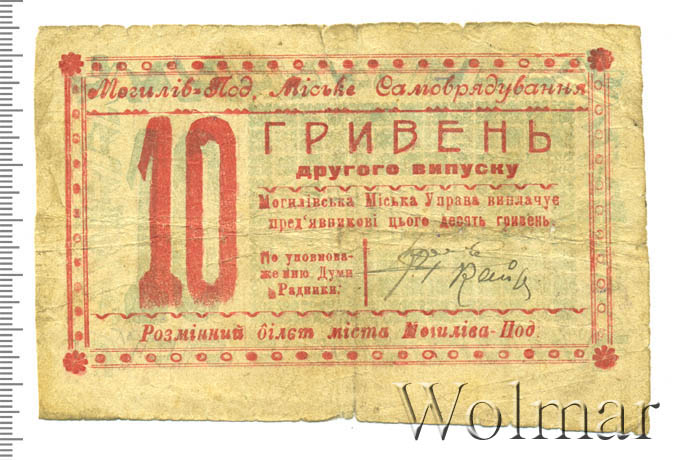 Могилів-Под. Міське Самоврядування
10
ГРИВЕНЬ
другого випуску
Могилівська Міська Управа виплачує
пред'явникові цього десять гривень.
По уповнова-
женню Думи
Радники:
Розмінний білет міста Могиліва-Под.
Wolmar